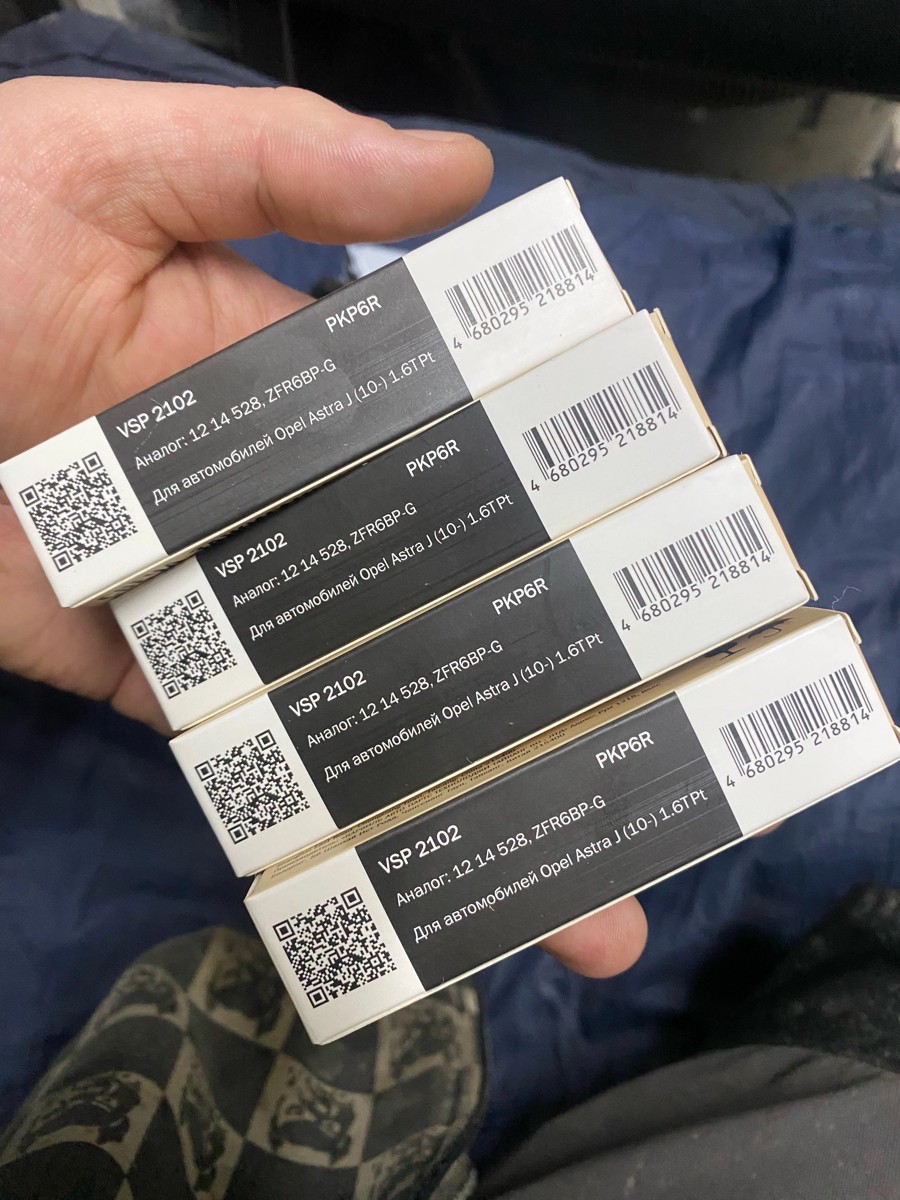 PKP6R
VSP 2102
Аналог: 12 14 528, ZFR6BP-G
Для автомобилей Opel Astra J (10-) 1.6TPt
4 680295 218814
PKP6R
VSP 2102
Аналог: 12 14 528, ZFR6BP-G
Для автомобилей Opel Astra J (10-) 1.6TPt
4 680295 218814
PKP6R
VSP 2102
Аналог: 12 14 528, ZFR6BP-G
Для автомобилей Opel Astra J (10-) 1.6TPt
4 680295 218814
PKP6R
VSP 2102
Аналог: 12 14 528, ZFR6BP-G
Для автомобилей Opel Astra J (10-) 1.6TPt
4 680295 218814